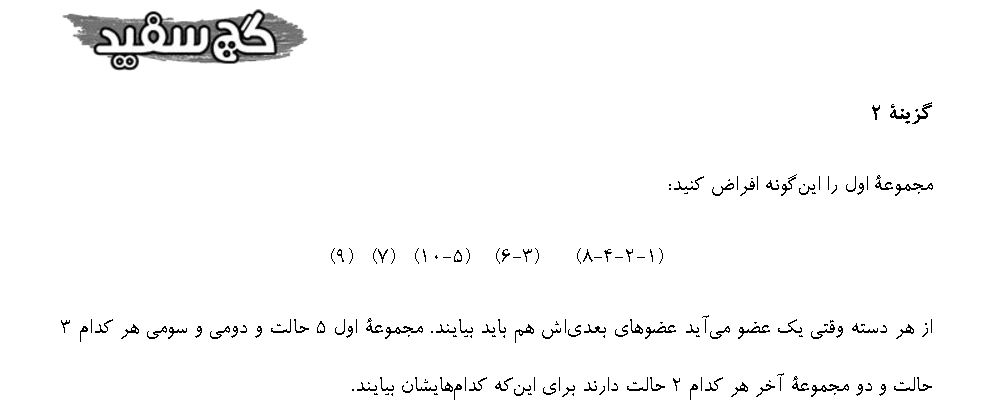 گچ سفید
گزینهٔ ۲
مجموعهٔ اول را این‌گونه افراض کنید:
(۱-۲-۴-۸) (۳-۶) (۵-۱۰) (۷) (۹)
از هر دسته وقتی یک عضو می‌آید عضوهای بعدی‌اش هم باید بیایند. مجموعهٔ اول ۵ حالت و دومی و سومی هر کدام ۳
حالت و دو مجموعهٔ آخر هر کدام ۲ حالت دارند برای این‌که کدام‌هایشان بیایند.